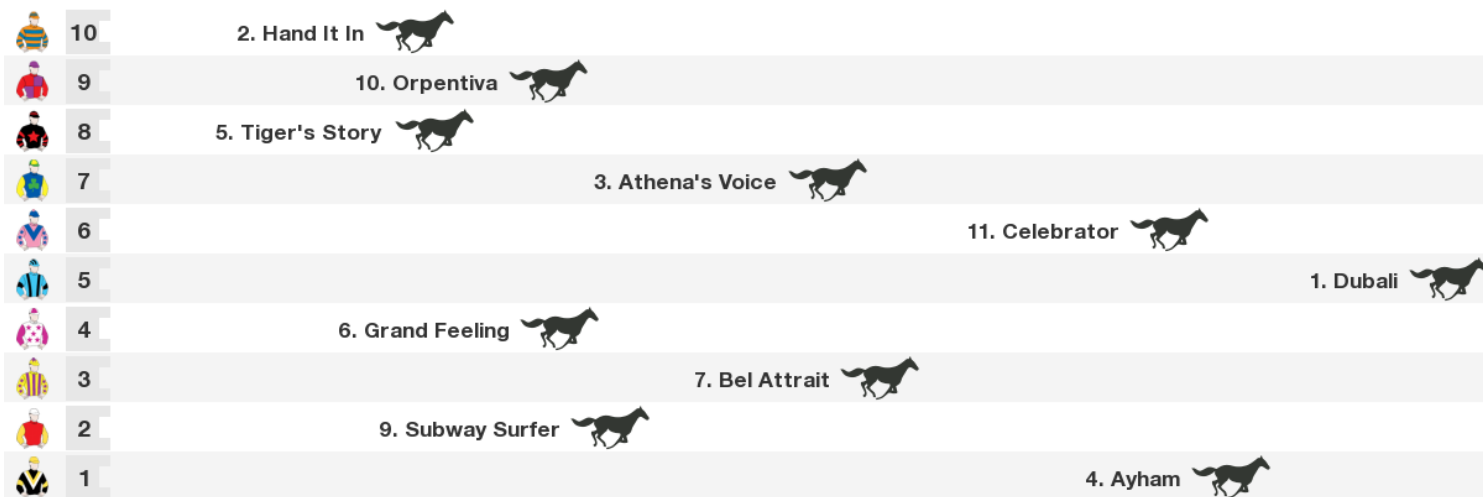 10 2. Hand It In
9 10. Orpentiva
8 5. Tiger's Story
7 3. Athena's Voice
6 11. Celebrator
5 1. Dubali
4 6. Grand Feeling
3 7. Bel Attrait
2 9. Subway Surfer
1 4. Ayham